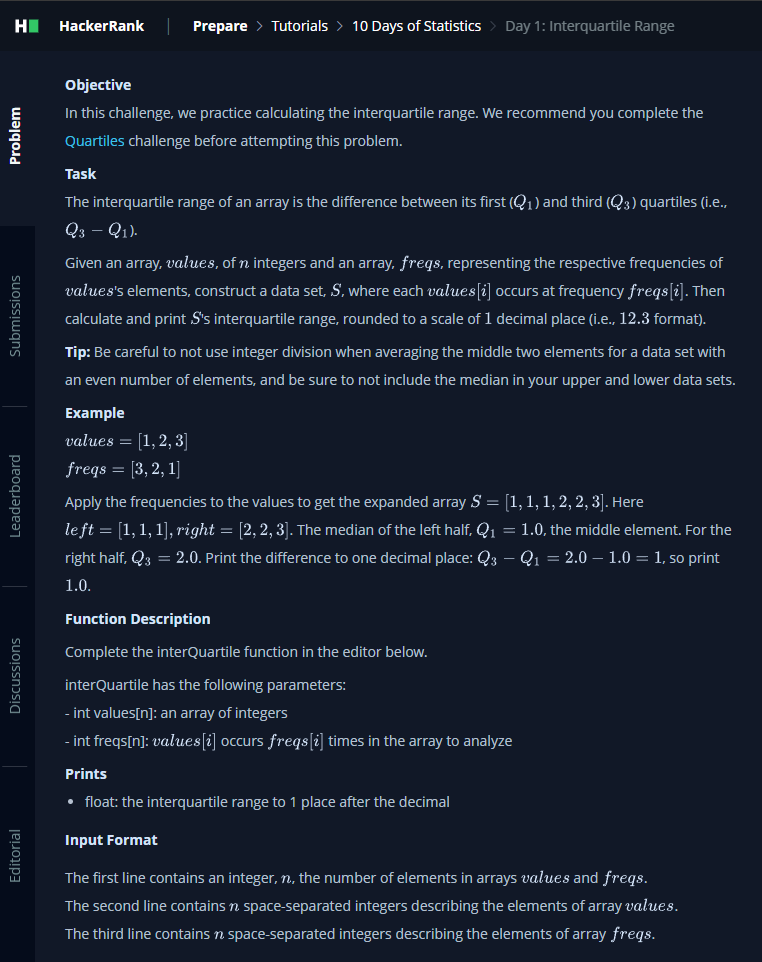 HackerRank | Prepare > Tutorials > 10 Days of Statistics > Day 1: Interquartile Range
Problem
Submissions
Leaderboard
Discussions
Editorial
Objective
In this challenge, we practice calculating the interquartile range. We recommend you complete the
Quartiles challenge before attempting this problem.
Task
The interquartile range of an array is the difference between its first (Q₁) and third (Q₃) quartiles (i.e.,
Q₃ − Q₁).
Given an array, values, of n integers and an array, freqs, representing the respective frequencies of
values's elements, construct a data set, S, where each values[i] occurs at frequency freqs[i]. Then
calculate and print S's interquartile range, rounded to a scale of 1 decimal place (i.e., 12.3 format).
Tip: Be careful to not use integer division when averaging the middle two elements for a data set with
an even number of elements, and be sure to not include the median in your upper and lower data sets.
Example
values = [1, 2, 3]
freqs = [3, 2, 1]
Apply the frequencies to the values to get the expanded array S = [1, 1, 1, 2, 2, 3]. Here
left = [1, 1, 1], right = [2, 2, 3]. The median of the left half, Q₁ = 1.0, the middle element. For the
right half, Q₃ = 2.0. Print the difference to one decimal place: Q₃ − Q₁ = 2.0 − 1.0 = 1, so print
1.0.
Function Description
Complete the interQuartile function in the editor below.
interQuartile has the following parameters:
- int values[n]: an array of integers
- int freqs[n]: values[i] occurs freqs[i] times in the array to analyze
Prints
• float: the interquartile range to 1 place after the decimal
Input Format
The first line contains an integer, n, the number of elements in arrays values and freqs.
The second line contains n space-separated integers describing the elements of array values.
The third line contains n space-separated integers describing the elements of array freqs.